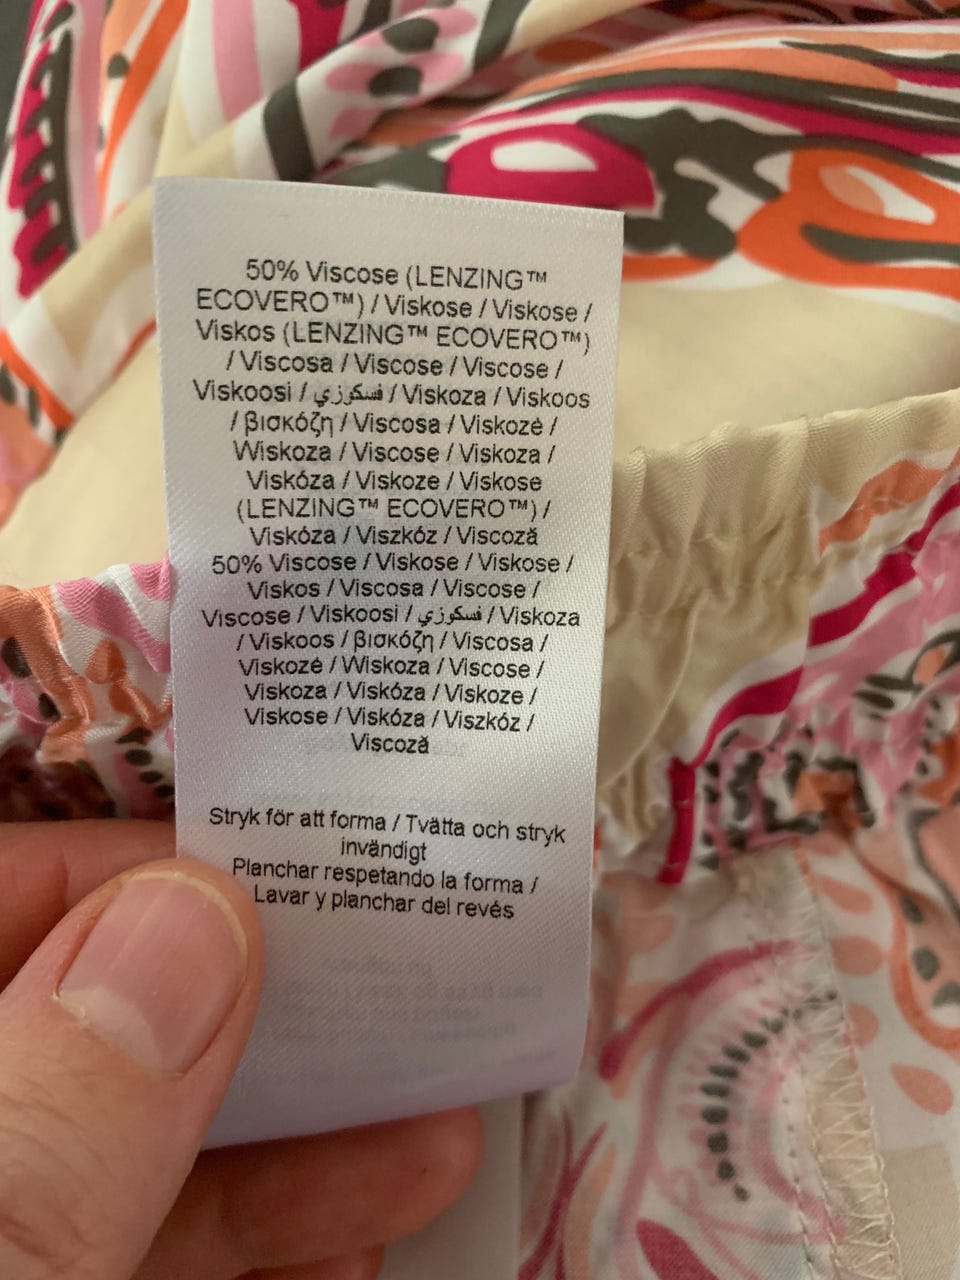 50% Viscose (LENZING™
ECOVERO™) / Viskose / Viskose /
Viskos (LENZING™ ECOVERO™)
/ Viscosa / Viscose / Viscose /
Viskoosi / فسكوزي / Viskoza / Viskoos
/ βισκόζη / Viscosa / Viskozė /
Wiskoza / Viscose / Viskoza /
Viskóza / Viskoze / Viskose
(LENZING™ ECOVERO™) /
Viskóza / Viszkóz / Viscoză
50% Viscose / Viskose / Viskose /
Viskos / Viscosa / Viscose /
Viscose / Viskoosi / فسكوزي / Viskoza
/ Viskoos / βισκόζη / Viscosa /
Viskozė / Wiskoza / Viscose /
Viskoza / Viskóza / Viskoze /
Viskose / Viskóza / Viszkóz /
Viscoză
Stryk för att forma / Tvätta och stryk
invändigt
Planchar respetando la forma /
Lavar y planchar del revés